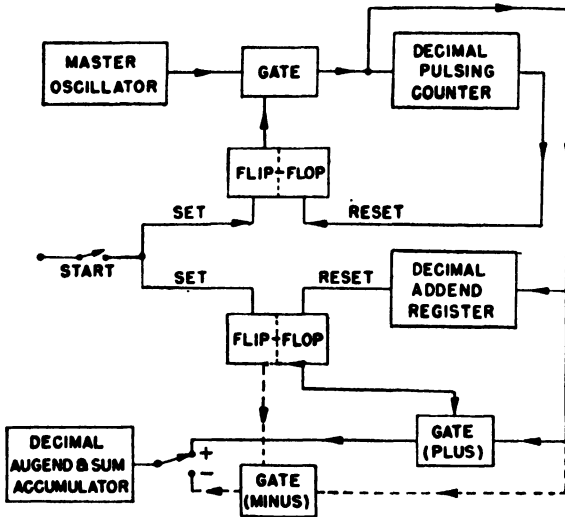 MASTER
OSCILLATOR
GATE
DECIMAL
PULSING
COUNTER
FLIP-FLOP
SET
RESET
START
SET
RESET
DECIMAL
ADDEND
REGISTER
FLIP-FLOP
DECIMAL
AUGEND & SUM
ACCUMULATOR
+
-
GATE
(PLUS)
GATE
(MINUS)